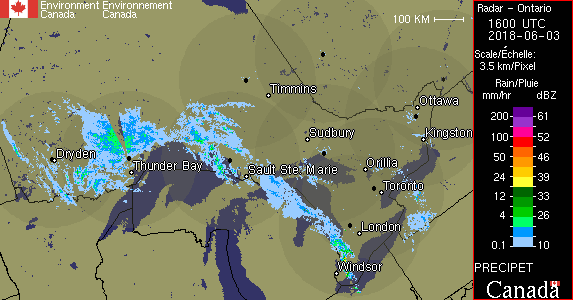 Environment Environnement
Canada Canada
100 KM
Timmins
Ottawa
Sudbury
Kingston
Dryden
Thunder Bay
Sault Ste. Marie
Orillia
Toronto
London
Windsor
Radar - Ontario
1600 UTC
2018-06-03
Scale/Échelle:
3.5 km/Pixel
Rain/Pluie
mm/hr dBZ
200 61
100 52
50 46
24 39
12 33
4 26
0.1 10
PRECIPET
Canada